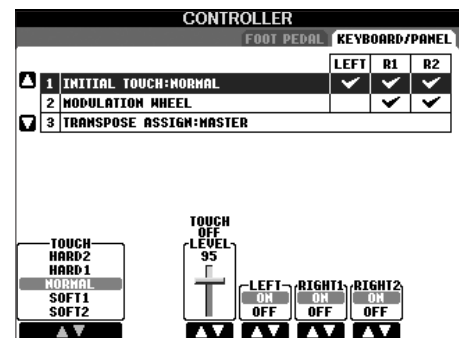 CONTROLLER
FOOT PEDAL KEYBOARD/PANEL
LEFT R1 R2
1 INITIAL TOUCH:NORMAL
2 MODULATION WHEEL
3 TRANSPOSE ASSIGN:MASTER
TOUCH
HARD2
HARD1
NORMAL
SOFT1
SOFT2
TOUCH
OFF
LEVEL
95
LEFT RIGHT1 RIGHT2
ON ON ON
OFF OFF OFF